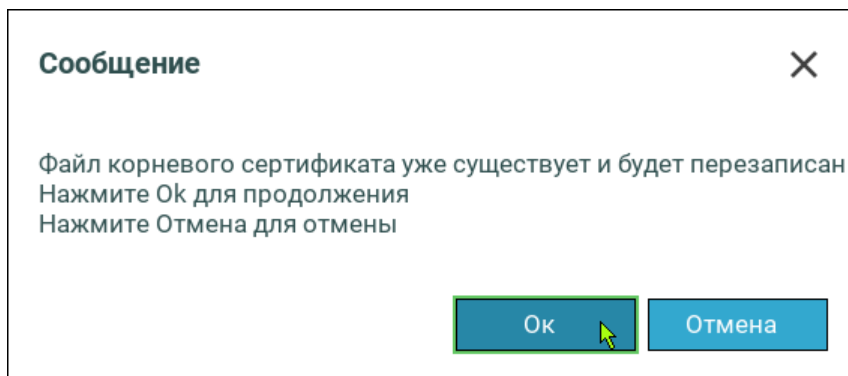 Сообщение
Файл корневого сертификата уже существует и будет перезаписан
Нажмите Ok для продолжения
Нажмите Отмена для отмены
Ок
Отмена